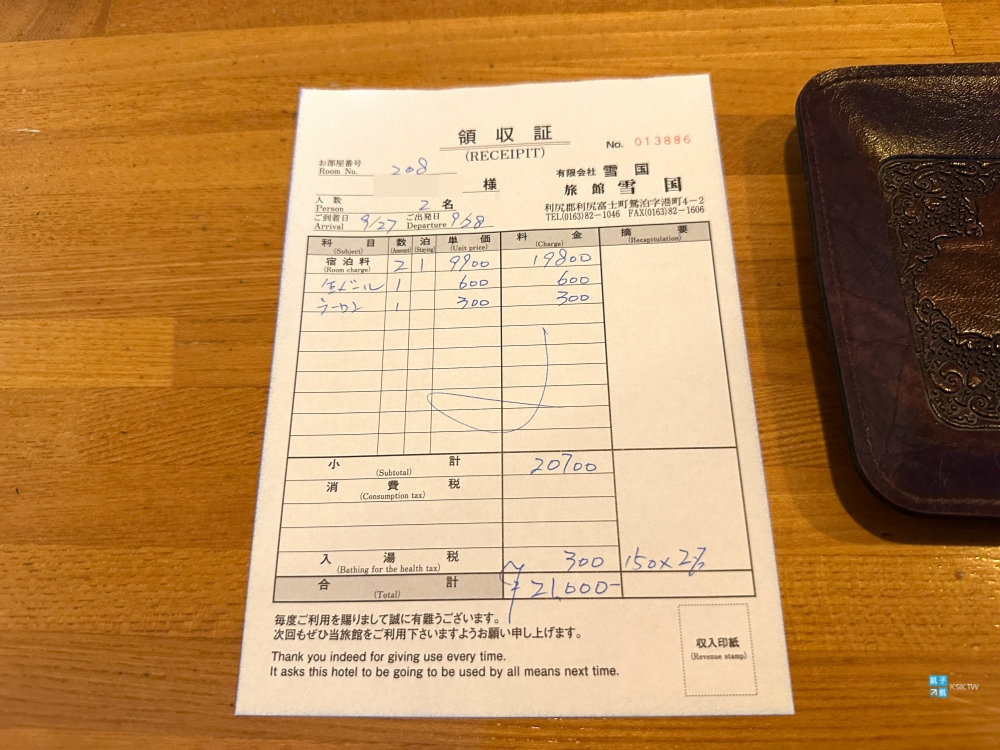 領収証
(RECEIPIT)
No. 013886
お部屋番号
Room No. 208
様
有限会社 雪国
旅館 雪国
人数
Person 2名
利尻郡利尻富士町鴛泊字港町4-2
TEL(0163)82-1046 FAX(0163)82-1606
ご到着日
Arrival 9/27
ご出発日
Departure 9/28
科目 数 泊 単価 料金 摘要
(Subject) (Amount) (Staying) (Unit price) (Charge) (Recapitulation)
宿泊料 2 1 9900 19800
(Room charge)
生ビール 1 600 600
ラーメン 1 300 300
小計 20700
(Subtotal)
消費税
(Consumption tax)
入湯税 300 150×2名
(Bathing for the health tax)
合計 ¥21,000-
(Total)
毎度ご利用を賜りまして誠に有難うございます。
次回もぜひ当旅館をご利用下さいますようお願い申し上げます。
Thank you indeed for giving use every time.
It asks this hotel to be going to be used by all means next time.
収入印紙
(Revenue stamp)
KSK.TW